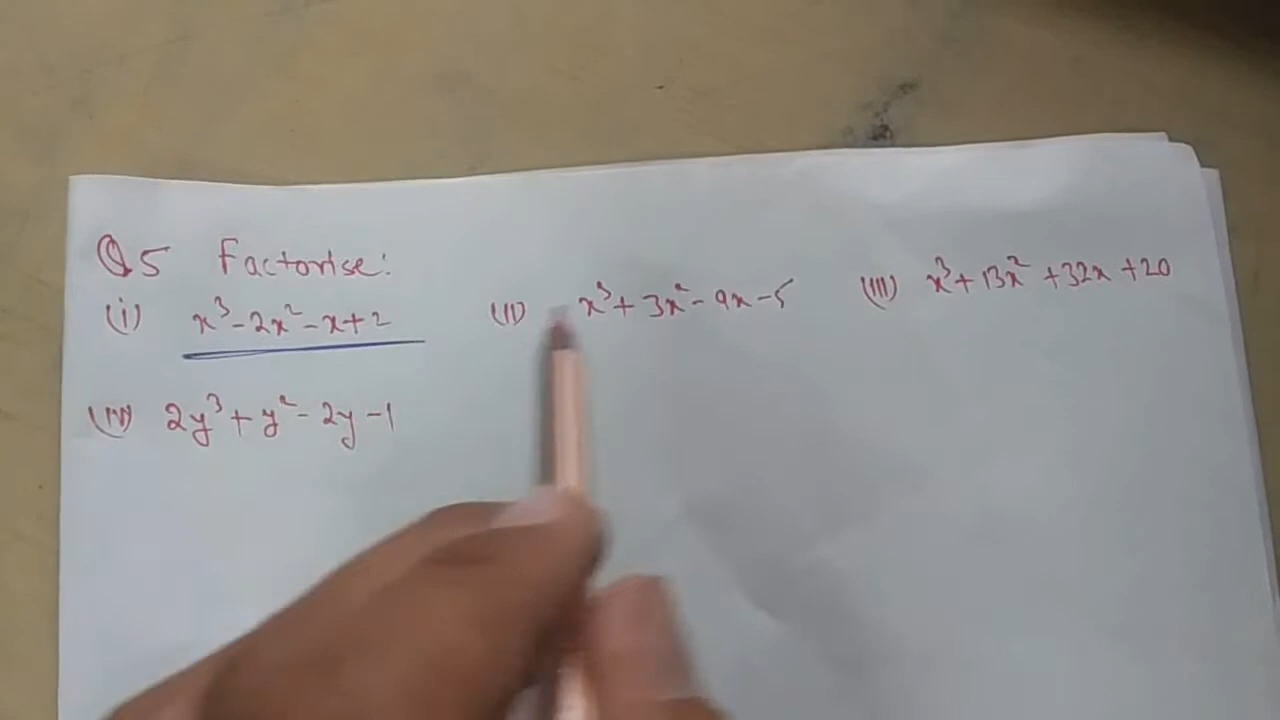 Q5 Factorise:
(i) x³-2x²-x+2 (II) x³+3x²-9x-5 (III) x³+13x²+32x+20
(IV) 2y³+y²-2y-1